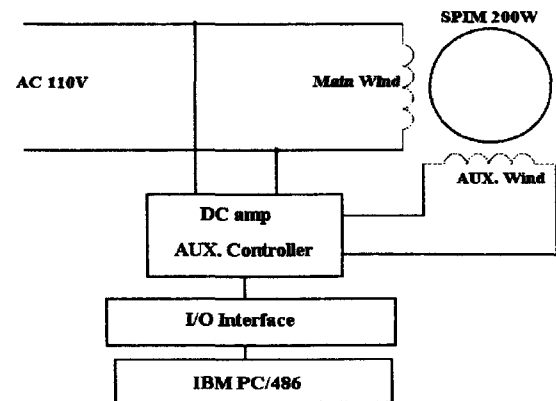 SPIM 200W
AC 110V
Main Wind
AUX. Wind
DC amp
AUX. Controller
I/O Interface
IBM PC/486